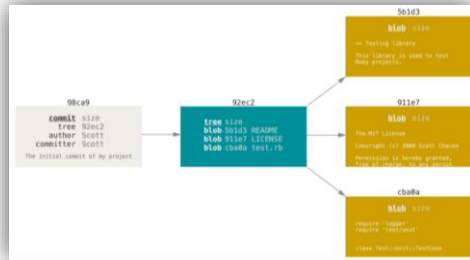 98ca9
commit size
tree 92ec2
author Scott
committer Scott
The initial commit of my project
92ec2
tree size
blob 5b1d3 README
blob 911e7 LICENSE
blob cba0a test.rb
5b1d3
blob size
== Testing library
This library is used to test
Ruby projects.
911e7
blob size
The MIT License
Copyright (c) 2008 Scott Chacon
Permission is hereby granted,
free of charge, to any person
cba0a
blob size
require 'logger'
require 'test/unit'
class Test::Unit::TestCase